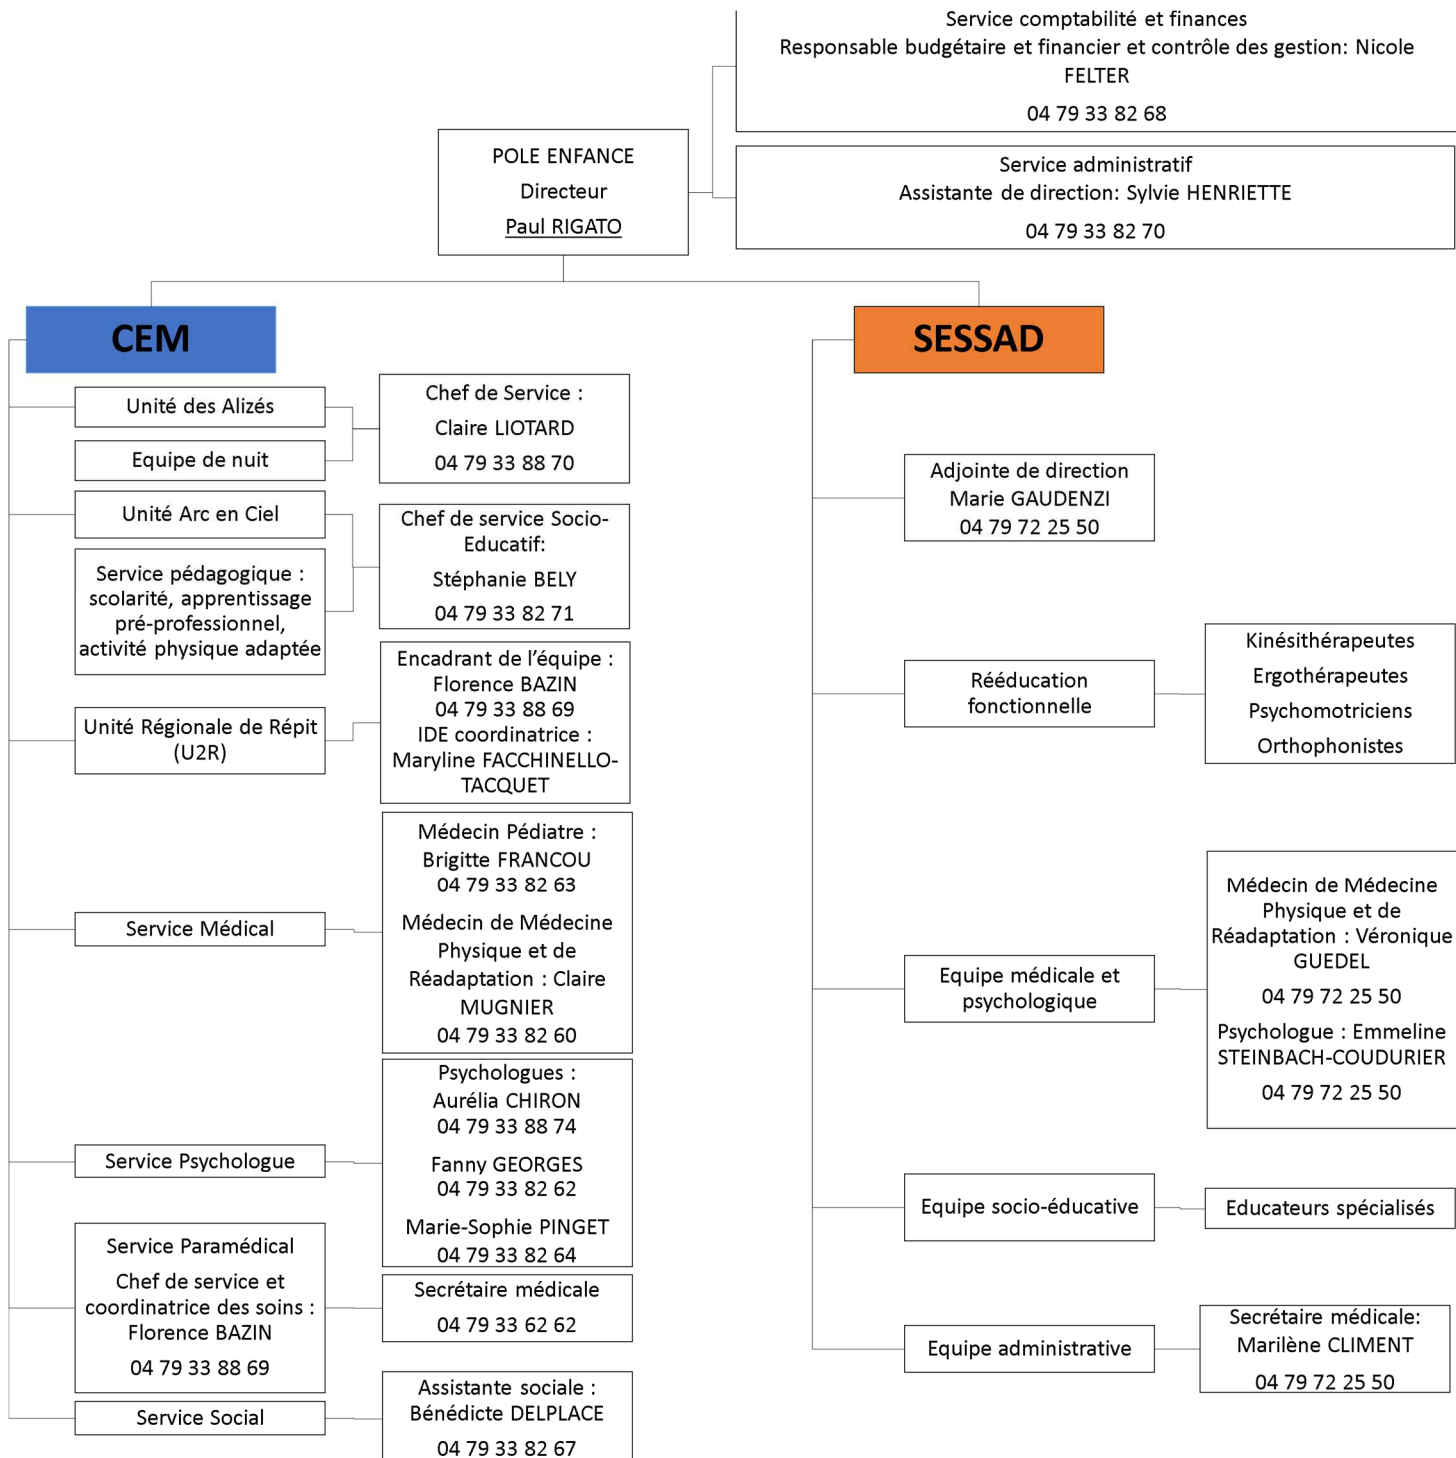 Service comptabilité et finances
Responsable budgétaire et financier et contrôle des gestion: Nicole
FELTER
04 79 33 82 68
POLE ENFANCE
Directeur
Paul RIGATO
Service administratif
Assistante de direction: Sylvie HENRIETTE
04 79 33 82 70
CEM
Unité des Alizés
Equipe de nuit
Chef de Service :
Claire LIOTARD
04 79 33 88 70
Unité Arc en Ciel
Service pédagogique :
scolarité, apprentissage
pré-professionnel,
activité physique adaptée
Chef de service Socio-
Educatif:
Stéphanie BELY
04 79 33 82 71
Unité Régionale de Répit
(U2R)
Encadrant de l'équipe :
Florence BAZIN
04 79 33 88 69
IDE coordinatrice :
Maryline FACCHINELLO-
TACQUET
Service Médical
Médecin Pédiatre :
Brigitte FRANCOU
04 79 33 82 63
Médecin de Médecine
Physique et de
Réadaptation : Claire
MUGNIER
04 79 33 82 60
Service Psychologue
Psychologues :
Aurélia CHIRON
04 79 33 88 74
Fanny GEORGES
04 79 33 82 62
Marie-Sophie PINGET
04 79 33 82 64
Service Paramédical
Chef de service et
coordinatrice des soins :
Florence BAZIN
04 79 33 88 69
Secrétaire médicale
04 79 33 62 62
Service Social
Assistante sociale :
Bénédicte DELPLACE
04 79 33 82 67
SESSAD
Adjointe de direction
Marie GAUDENZI
04 79 72 25 50
Rééducation
fonctionnelle
Kinésithérapeutes
Ergothérapeutes
Psychomotriciens
Orthophonistes
Equipe médicale et
psychologique
Médecin de Médecine
Physique et de
Réadaptation : Véronique
GUEDEL
04 79 72 25 50
Psychologue : Emmeline
STEINBACH-COUDURIER
04 79 72 25 50
Equipe socio-éducative
Educateurs spécialisés
Equipe administrative
Secrétaire médicale:
Marilène CLIMENT
04 79 72 25 50